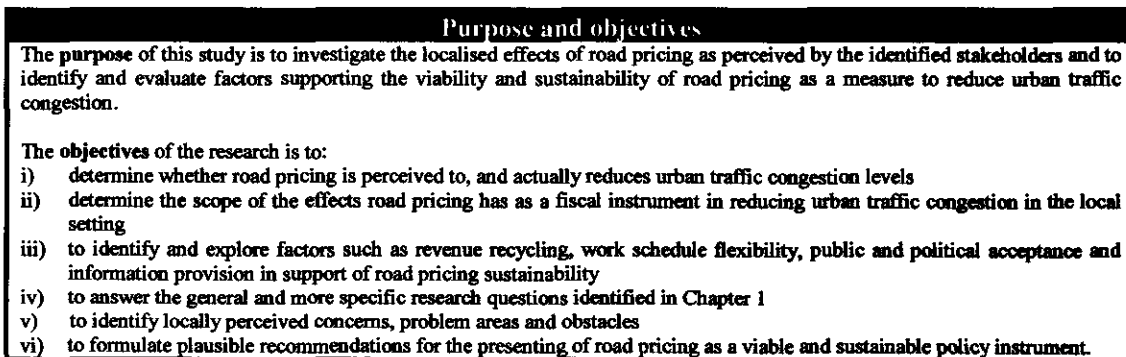 Purpose and objectives
The purpose of this study is to investigate the localised effects of road pricing as perceived by the identified stakeholders and to
identify and evaluate factors supporting the viability and sustainability of road pricing as a measure to reduce urban traffic
congestion.
The objectives of the research is to:
i) determine whether road pricing is perceived to, and actually reduces urban traffic congestion levels
ii) determine the scope of the effects road pricing has as a fiscal instrument in reducing urban traffic congestion in the local
setting
iii) to identify and explore factors such as revenue recycling, work schedule flexibility, public and political acceptance and
information provision in support of road pricing sustainability
iv) to answer the general and more specific research questions identified in Chapter 1
v) to identify locally perceived concerns, problem areas and obstacles
vi) to formulate plausible recommendations for the presenting of road pricing as a viable and sustainable policy instrument.